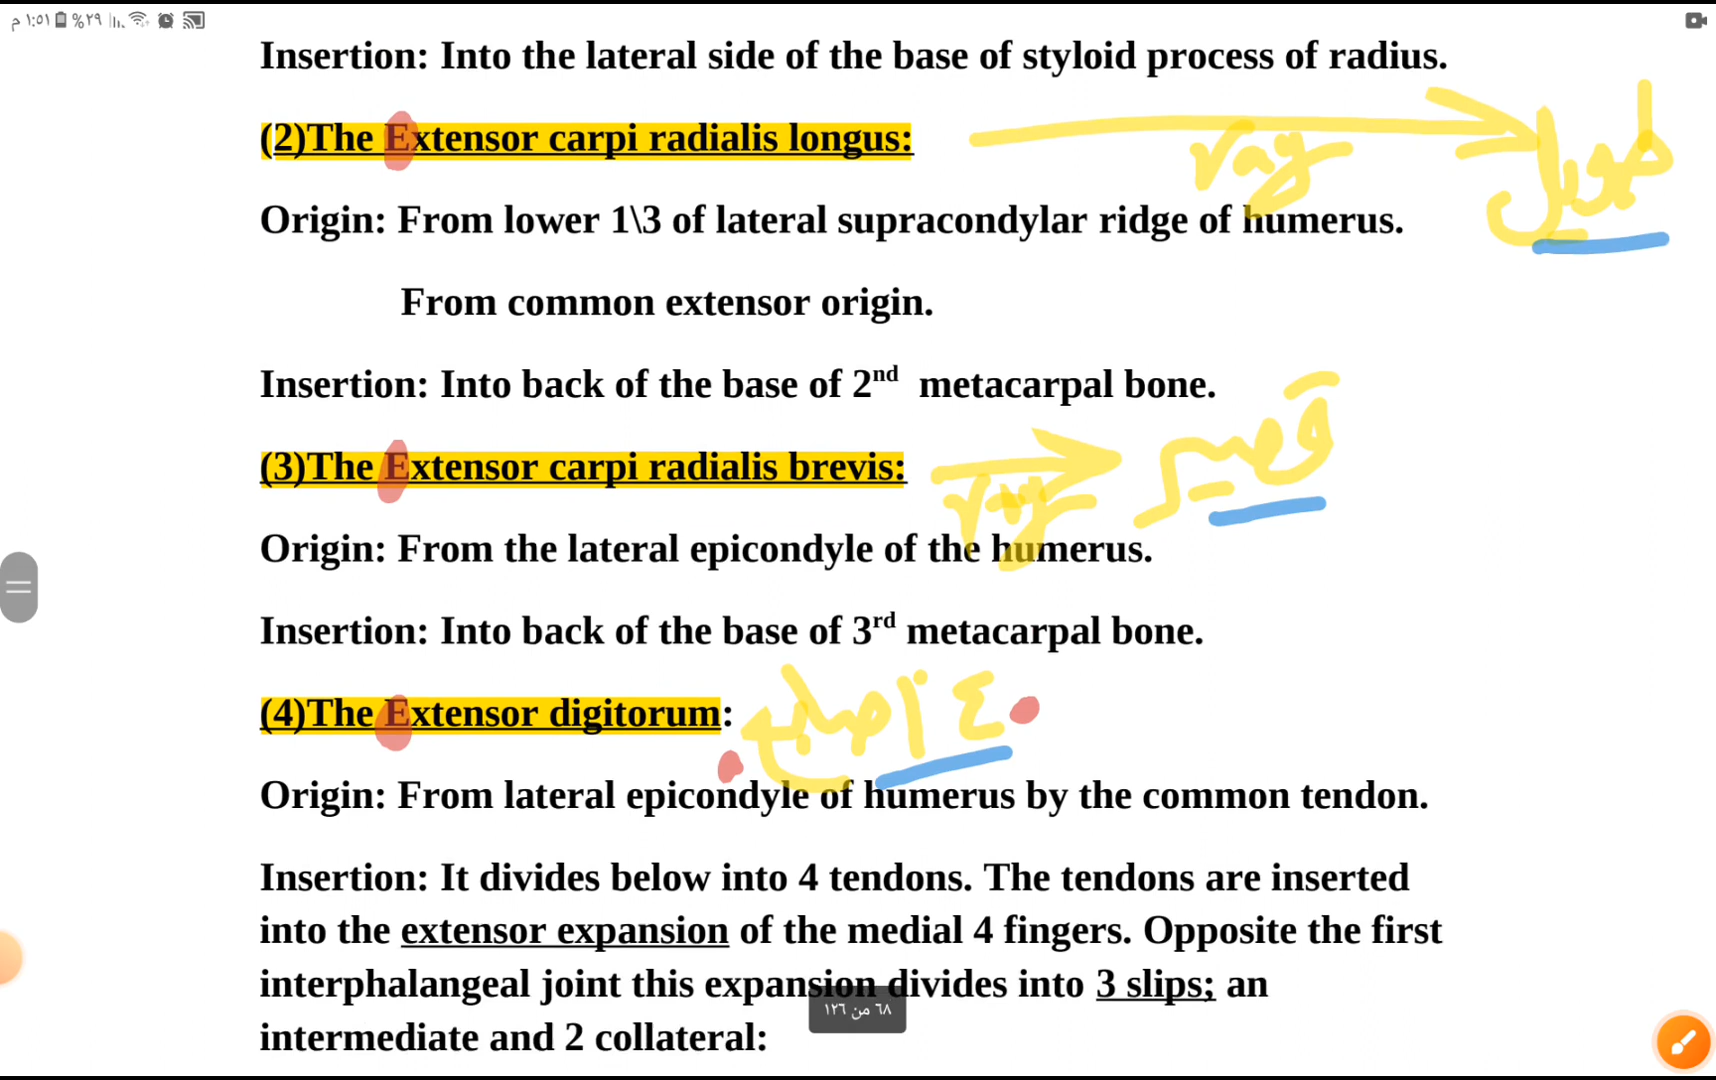 م ١:٥١ %٢٩
Insertion: Into the lateral side of the base of styloid process of radius.
(2)The Extensor carpi radialis longus: طويل
Origin: From lower 1\3 of lateral supracondylar ridge of humerus.
From common extensor origin.
Insertion: Into back of the base of 2nd metacarpal bone.
(3)The Extensor carpi radialis brevis: قصير
Origin: From the lateral epicondyle of the humerus.
Insertion: Into back of the base of 3rd metacarpal bone.
(4)The Extensor digitorum: ٤ أصابع
Origin: From lateral epicondyle of humerus by the common tendon.
Insertion: It divides below into 4 tendons. The tendons are inserted
into the extensor expansion of the medial 4 fingers. Opposite the first
interphalangeal joint this expansion divides into 3 slips; an
٦٨ من ١٢٦
intermediate and 2 collateral: